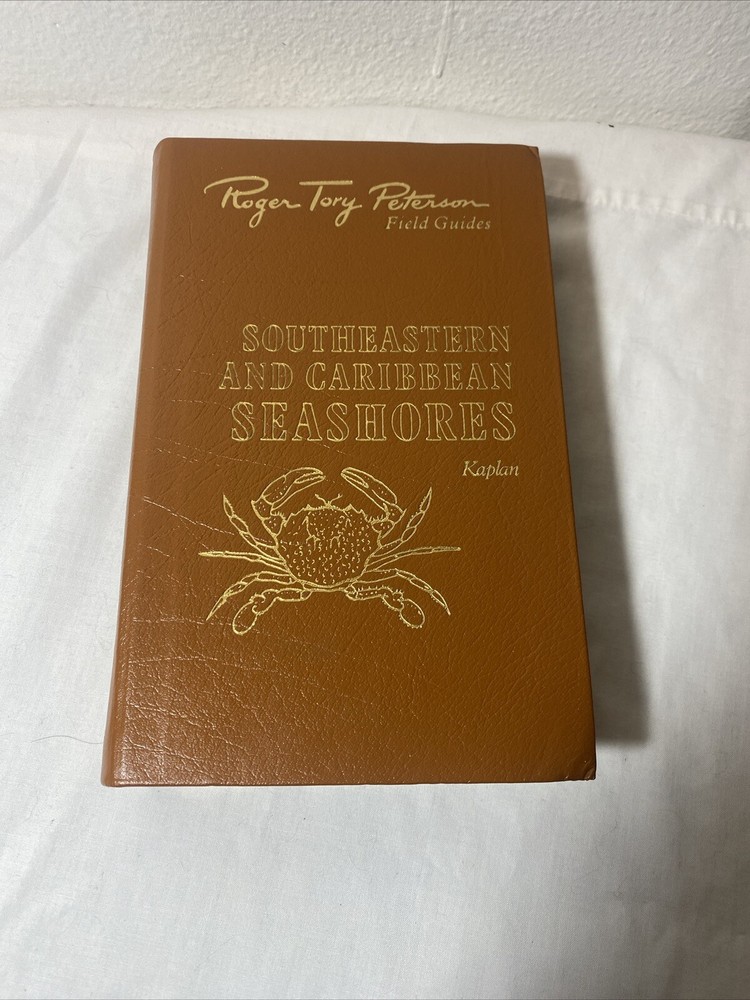 Roger Tory Peterson
Field Guides
SOUTHEASTERN
AND CARIBBEAN
SEASHORES
Kaplan